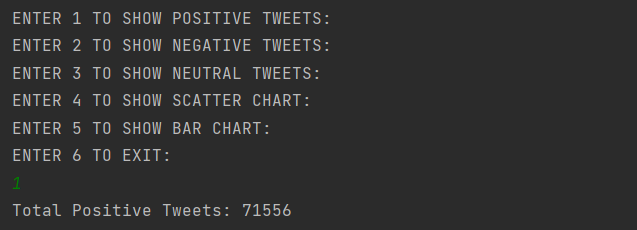 ENTER 1 TO SHOW POSITIVE TWEETS:
ENTER 2 TO SHOW NEGATIVE TWEETS:
ENTER 3 TO SHOW NEUTRAL TWEETS:
ENTER 4 TO SHOW SCATTER CHART:
ENTER 5 TO SHOW BAR CHART:
ENTER 6 TO EXIT:
1
Total Positive Tweets: 71556